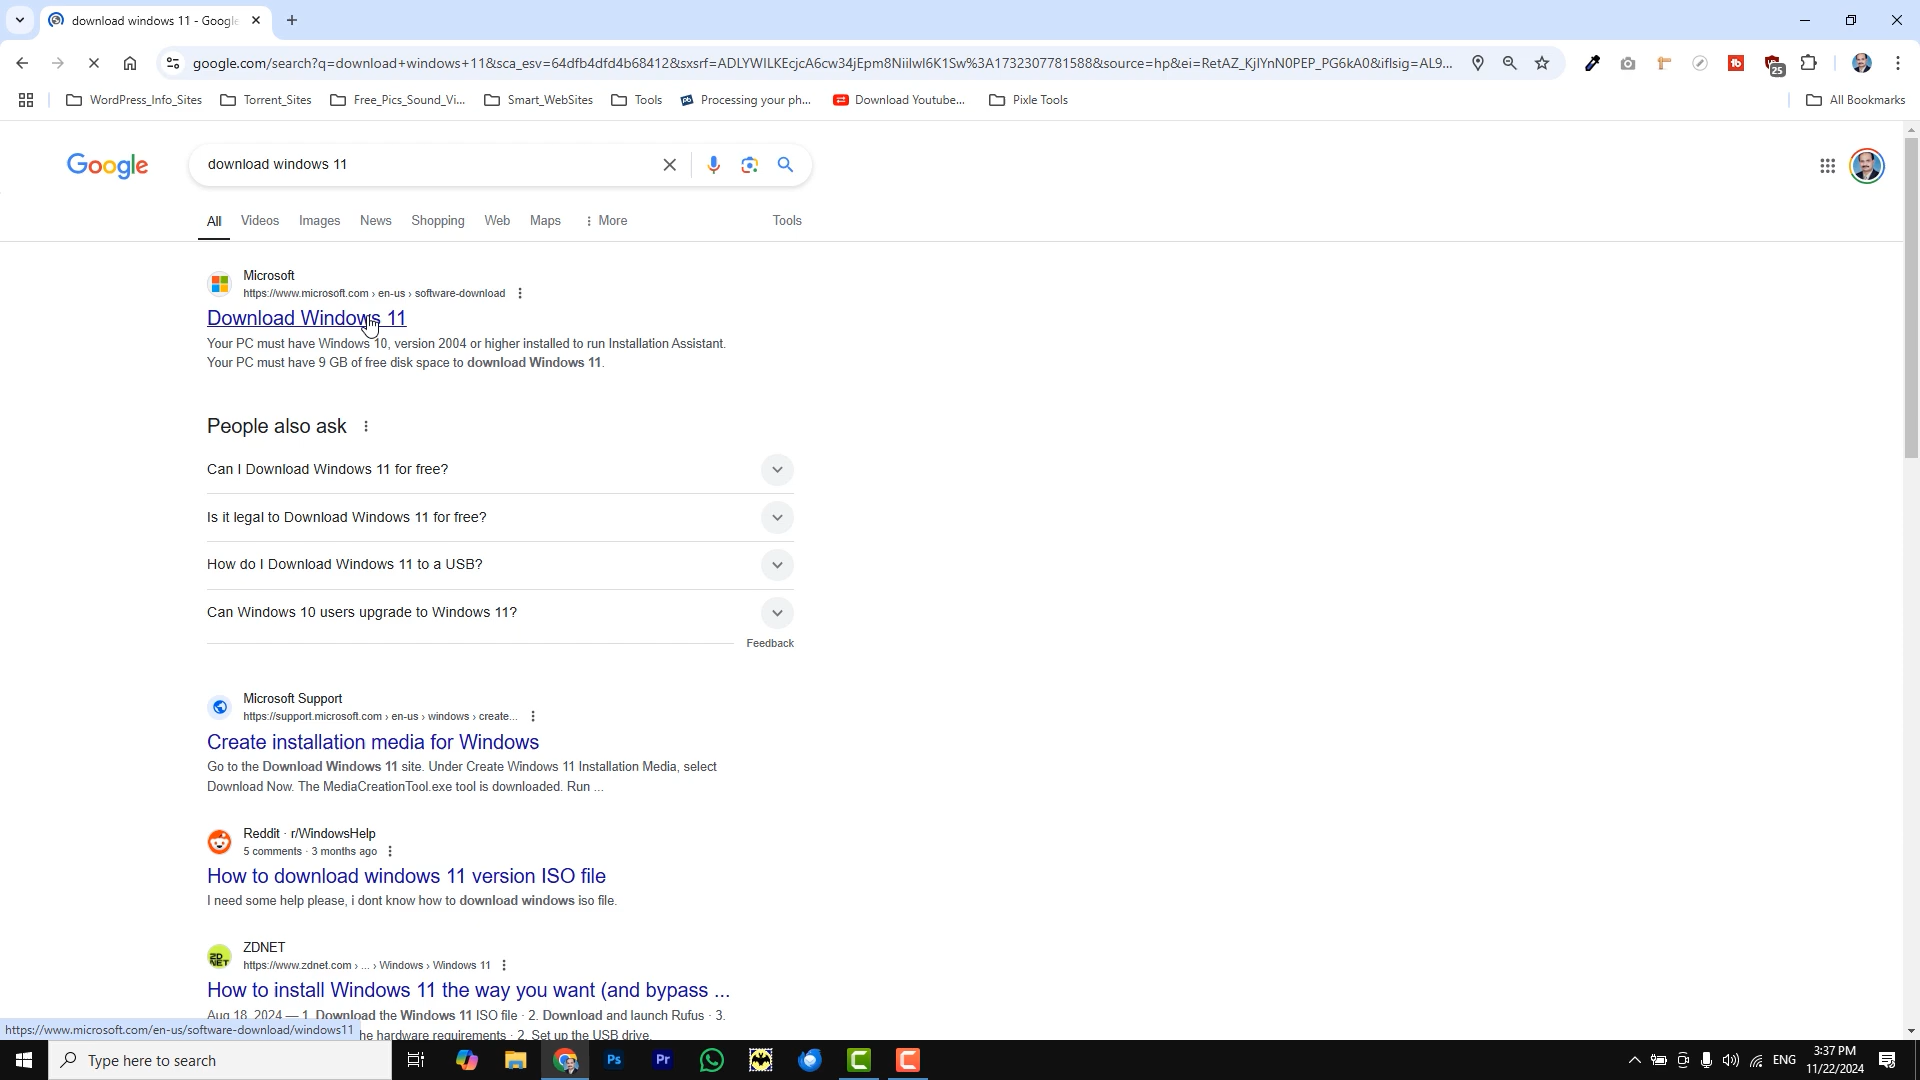 download windows 11 - Google
google.com/search?q=download+windows+11&sca_esv=64dfb4dfd4b68412&sxsrf=ADLYWILKEcjcA6cw34jEpm8NiilwI6K1Sw%3A1732307781588&source=hp&ei=RetAZ_KjIYnN0PEP_PG6kA0&iflsig=AL9...
25
WordPress_Info_Sites
Torrent_Sites
Free_Pics_Sound_Vi...
Smart_WebSites
Tools
Processing your ph...
Download Youtube...
Pixle Tools
All Bookmarks
Google
download windows 11
All
Videos
Images
News
Shopping
Web
Maps
More
Tools
Microsoft
https://www.microsoft.com › en-us › software-download
Download Windows 11
Your PC must have Windows 10, version 2004 or higher installed to run Installation Assistant.
Your PC must have 9 GB of free disk space to download Windows 11.
People also ask
Can I Download Windows 11 for free?
Is it legal to Download Windows 11 for free?
How do I Download Windows 11 to a USB?
Can Windows 10 users upgrade to Windows 11?
Feedback
Microsoft Support
https://support.microsoft.com › en-us › windows › create...
Create installation media for Windows
Go to the Download Windows 11 site. Under Create Windows 11 Installation Media, select
Download Now. The MediaCreationTool.exe tool is downloaded. Run ...
Reddit · r/WindowsHelp
5 comments · 3 months ago
How to download windows 11 version ISO file
I need some help please, i dont know how to download windows iso file.
ZDNET
https://www.zdnet.com › ... › Windows › Windows 11
How to install Windows 11 the way you want (and bypass ...
Aug 18, 2024 — 1. Download the Windows 11 ISO file · 2. Download and launch Rufus · 3.
he hardware requirements · 2. Set up the USB drive.
https://www.microsoft.com/en-us/software-download/windows11
Type here to search
Ps
Pr
ENG
3:37 PM
11/22/2024